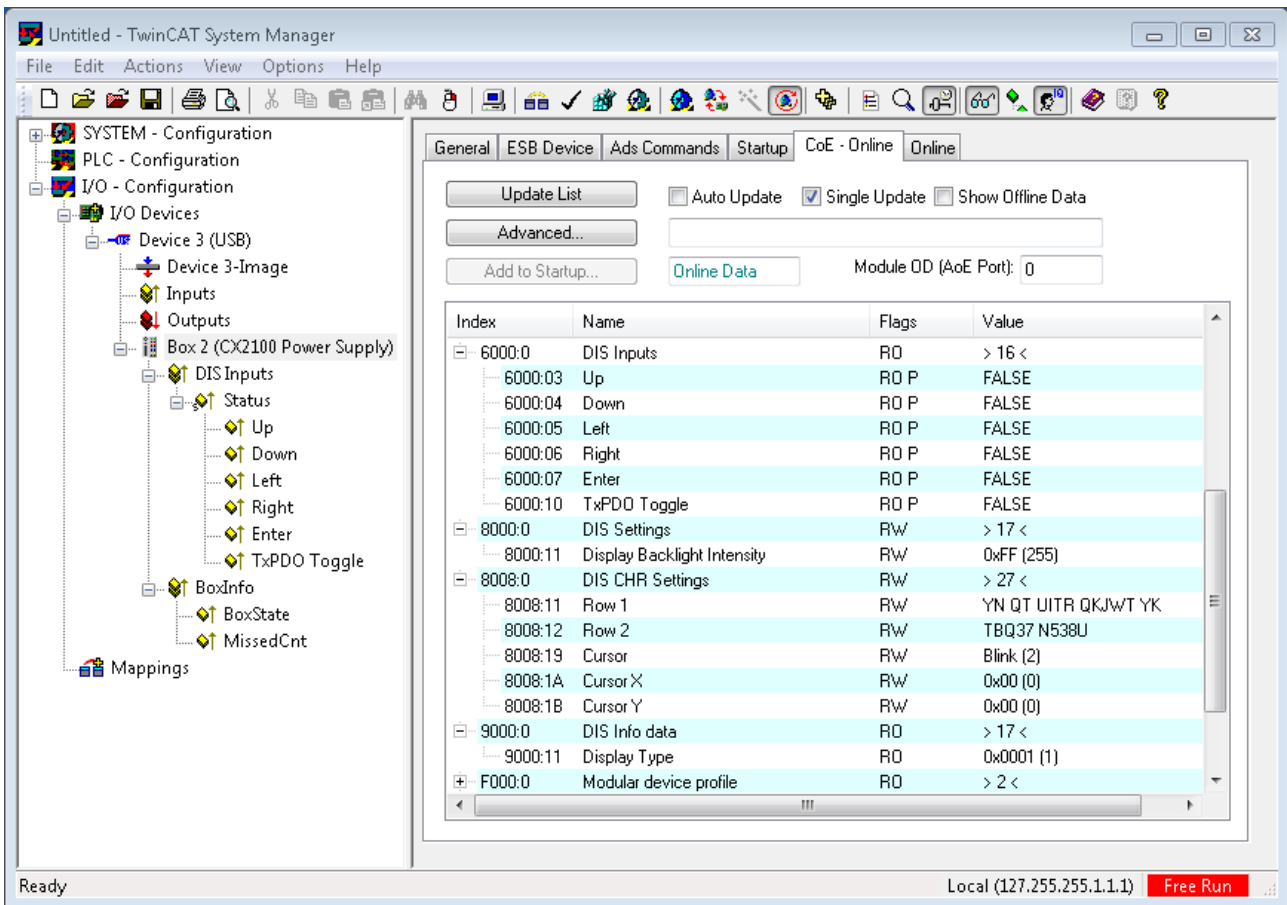 Untitled - TwinCAT System Manager
File Edit Actions View Options Help
SYSTEM - Configuration
PLC - Configuration
I/O - Configuration
I/O Devices
Device 3 (USB)
Device 3-Image
Inputs
Outputs
Box 2 (CX2100 Power Supply)
DIS Inputs
Status
Up
Down
Left
Right
Enter
TxPDO Toggle
BoxInfo
BoxState
MissedCnt
Mappings
General ESB Device Ads Commands Startup CoE - Online Online
Update List Auto Update Single Update Show Offline Data
Advanced...
Add to Startup... Online Data Module OD (AoE Port): 0
Index Name Flags Value
6000:0 DIS Inputs RO > 16 <
6000:03 Up RO P FALSE
6000:04 Down RO P FALSE
6000:05 Left RO P FALSE
6000:06 Right RO P FALSE
6000:07 Enter RO P FALSE
6000:10 TxPDO Toggle RO P FALSE
8000:0 DIS Settings RW > 17 <
8000:11 Display Backlight Intensity RW 0xFF (255)
8008:0 DIS CHR Settings RW > 27 <
8008:11 Row 1 RW YN QT UITR QKJWT YK
8008:12 Row 2 RW TBQ37 N538U
8008:19 Cursor RW Blink (2)
8008:1A Cursor X RW 0x00 (0)
8008:1B Cursor Y RW 0x00 (0)
9000:0 DIS Info data RO > 17 <
9000:11 Display Type RO 0x0001 (1)
F000:0 Modular device profile RO > 2 <
Ready Local (127.255.255.1.1.1) Free Run